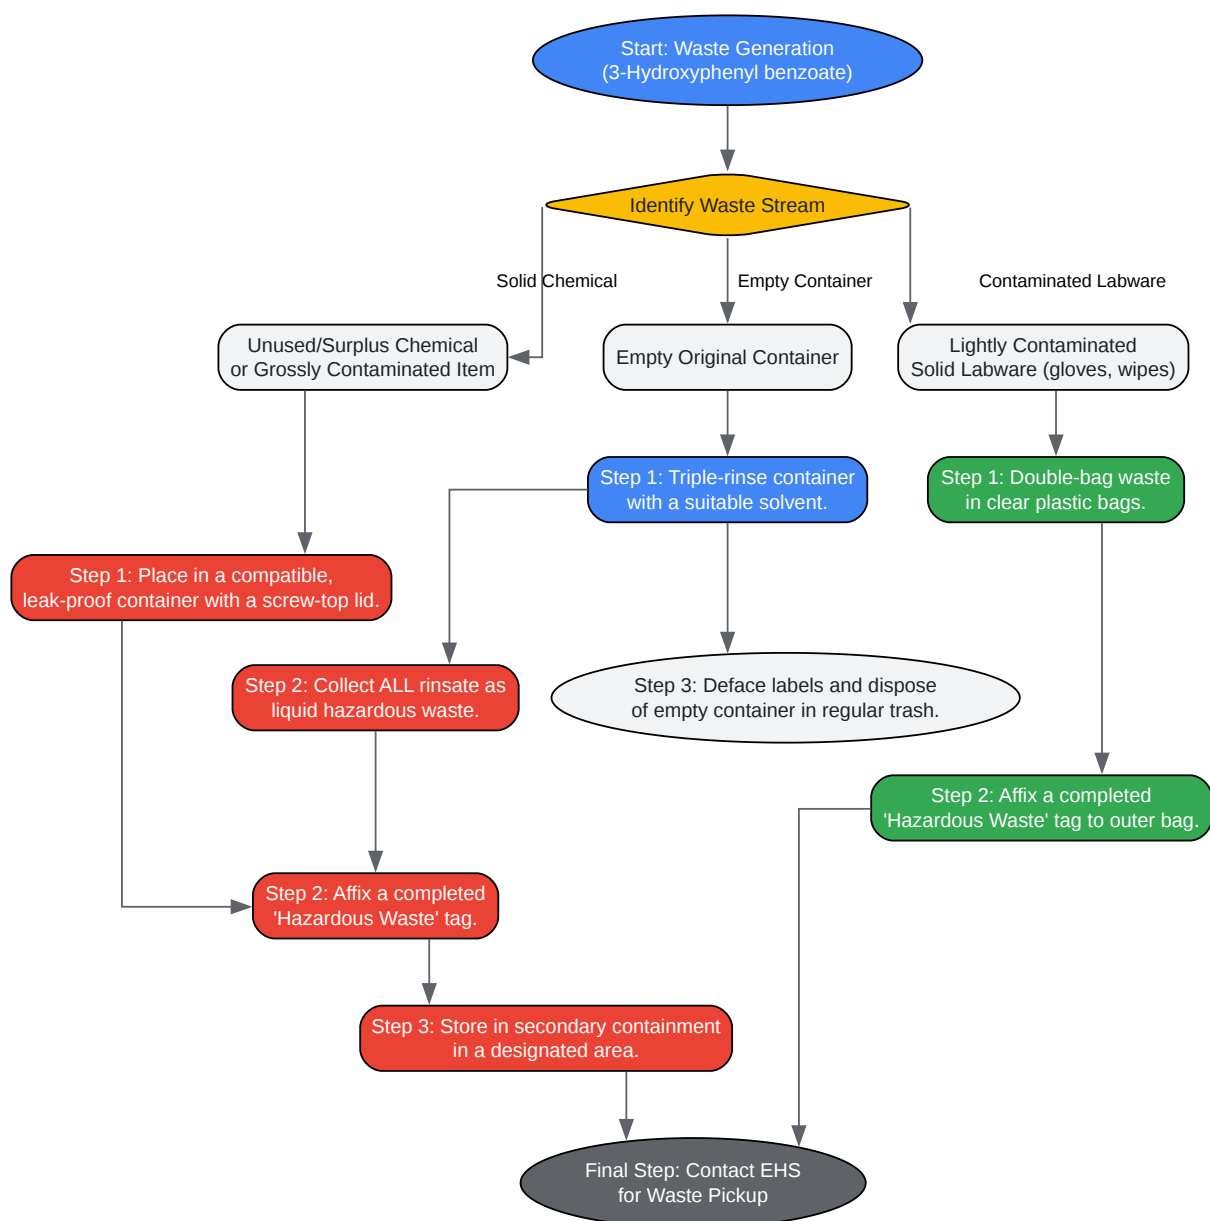 Start: Waste Generation
(3-Hydroxyphenyl benzoate)
Identify Waste Stream
Solid Chemical
Empty Container
Contaminated Labware
Unused/Surplus Chemical
or Grossly Contaminated Item
Empty Original Container
Lightly Contaminated
Solid Labware (gloves, wipes)
Step 1: Triple-rinse container
with a suitable solvent.
Step 1: Double-bag waste
in clear plastic bags.
Step 1: Place in a compatible,
leak-proof container with a screw-top lid.
Step 2: Collect ALL rinsate as
liquid hazardous waste.
Step 3: Deface labels and dispose
of empty container in regular trash.
Step 2: Affix a completed
'Hazardous Waste' tag to outer bag.
Step 2: Affix a completed
'Hazardous Waste' tag.
Step 3: Store in secondary containment
in a designated area.
Final Step: Contact EHS
for Waste Pickup